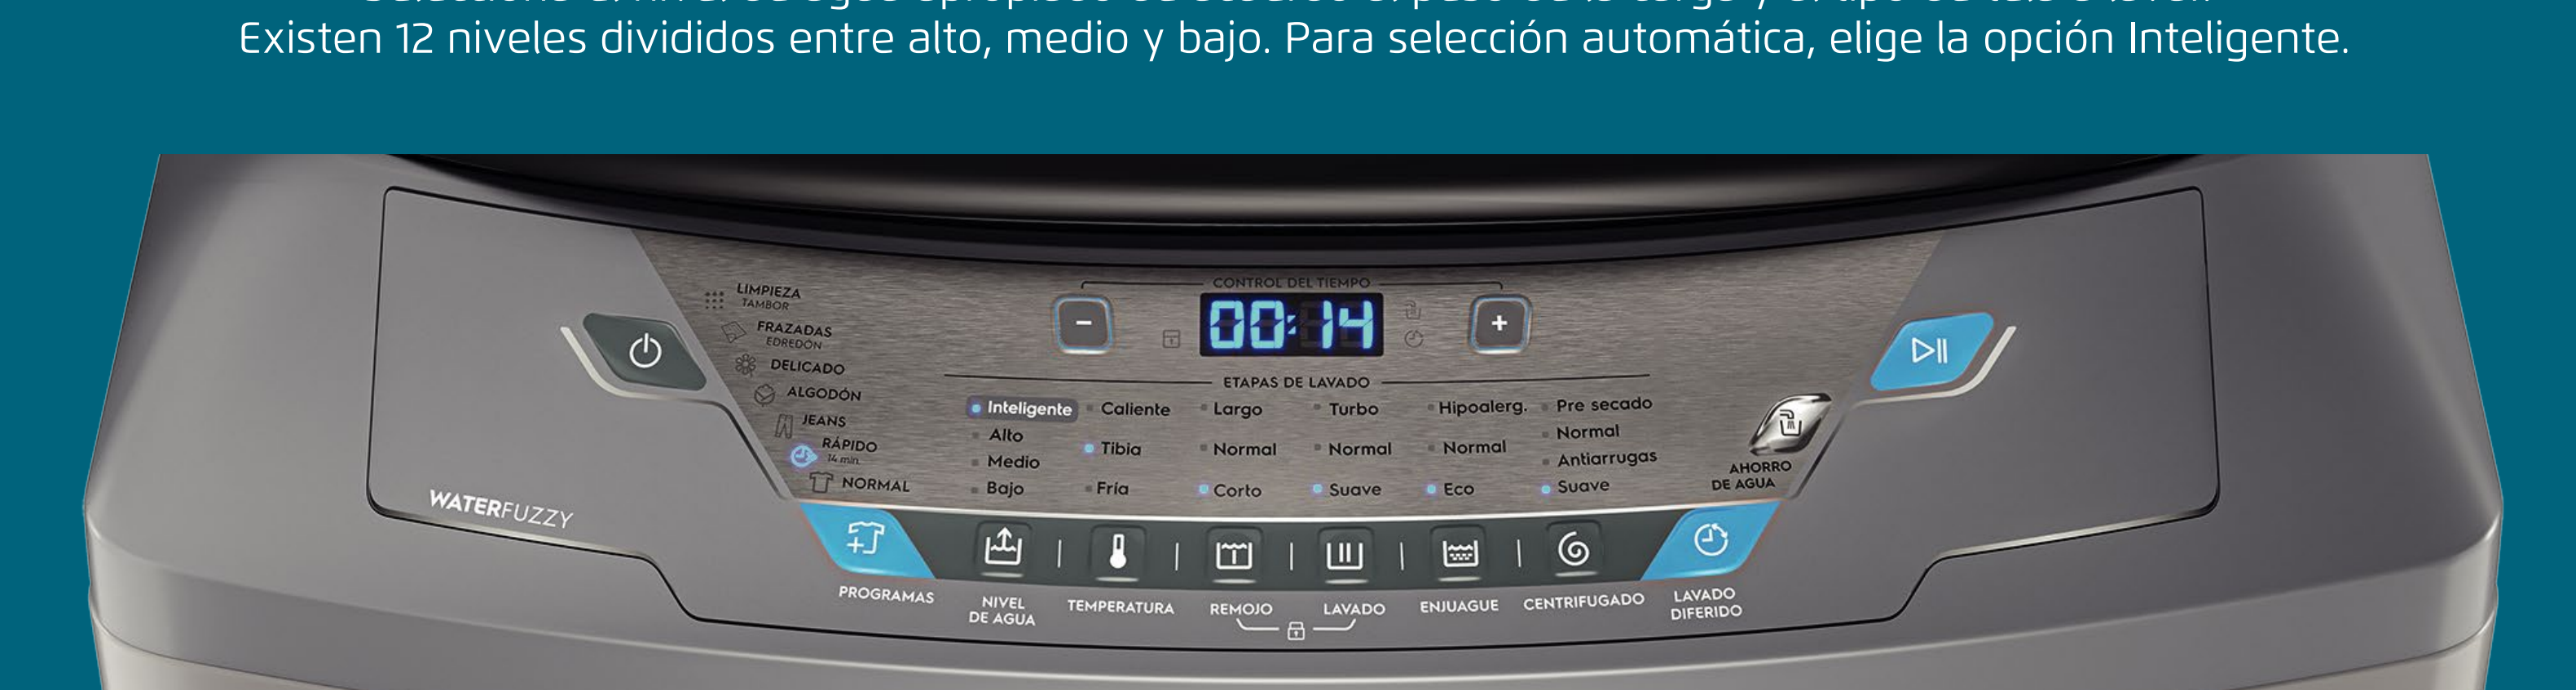 Existen 12 niveles divididos entre alto, medio y bajo. Para selección automática, elige la opción Inteligente.
CONTROL DEL TIEMPO
- 00:14 +
LIMPIEZA
TAMBOR
FRAZADAS
EDREDÓN
DELICADO
ALGODÓN
JEANS
RÁPIDO
14 min.
NORMAL
ETAPAS DE LAVADO
Inteligente Caliente Largo Turbo Hipoalerg. Pre secado
Alto Normal
Tibia Normal Normal Normal
Medio Antiarrugas
Bajo Fría Corto Suave Eco Suave
AHORRO
DE AGUA
WATERFUZZY
PROGRAMAS
NIVEL
DE AGUA
TEMPERATURA
REMOJO
LAVADO
ENJUAGUE
CENTRIFUGADO
LAVADO
DIFERIDO